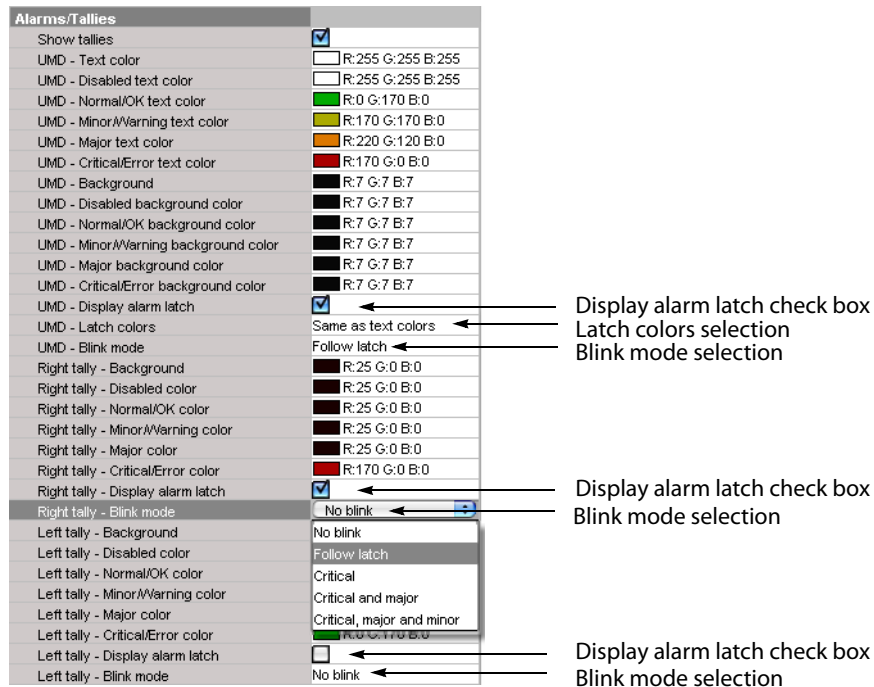 Alarms/Tallies
Show tallies
UMD - Text color R:255 G:255 B:255
UMD - Disabled text color R:255 G:255 B:255
UMD - Normal/OK text color R:0 G:170 B:0
UMD - Minor/Warning text color R:170 G:170 B:0
UMD - Major text color R:220 G:120 B:0
UMD - Critical/Error text color R:170 G:0 B:0
UMD - Background R:7 G:7 B:7
UMD - Disabled background color R:7 G:7 B:7
UMD - Normal/OK background color R:7 G:7 B:7
UMD - Minor/Warning background color R:7 G:7 B:7
UMD - Major background color R:7 G:7 B:7
UMD - Critical/Error background color R:7 G:7 B:7
UMD - Display alarm latch Display alarm latch check box
UMD - Latch colors Same as text colors Latch colors selection
UMD - Blink mode Follow latch Blink mode selection
Right tally - Background R:25 G:0 B:0
Right tally - Disabled color R:25 G:0 B:0
Right tally - Normal/OK color R:25 G:0 B:0
Right tally - Minor/Warning color R:25 G:0 B:0
Right tally - Major color R:25 G:0 B:0
Right tally - Critical/Error color R:170 G:0 B:0
Right tally - Display alarm latch Display alarm latch check box
Right tally - Blink mode No blink Blink mode selection
Left tally - Background No blink
Left tally - Disabled color Follow latch
Left tally - Normal/OK color Critical
Left tally - Minor/Warning color Critical and major
Left tally - Major color Critical, major and minor
Left tally - Critical/Error color R:0 G:170 B:0
Left tally - Display alarm latch Display alarm latch check box
Left tally - Blink mode No blink Blink mode selection